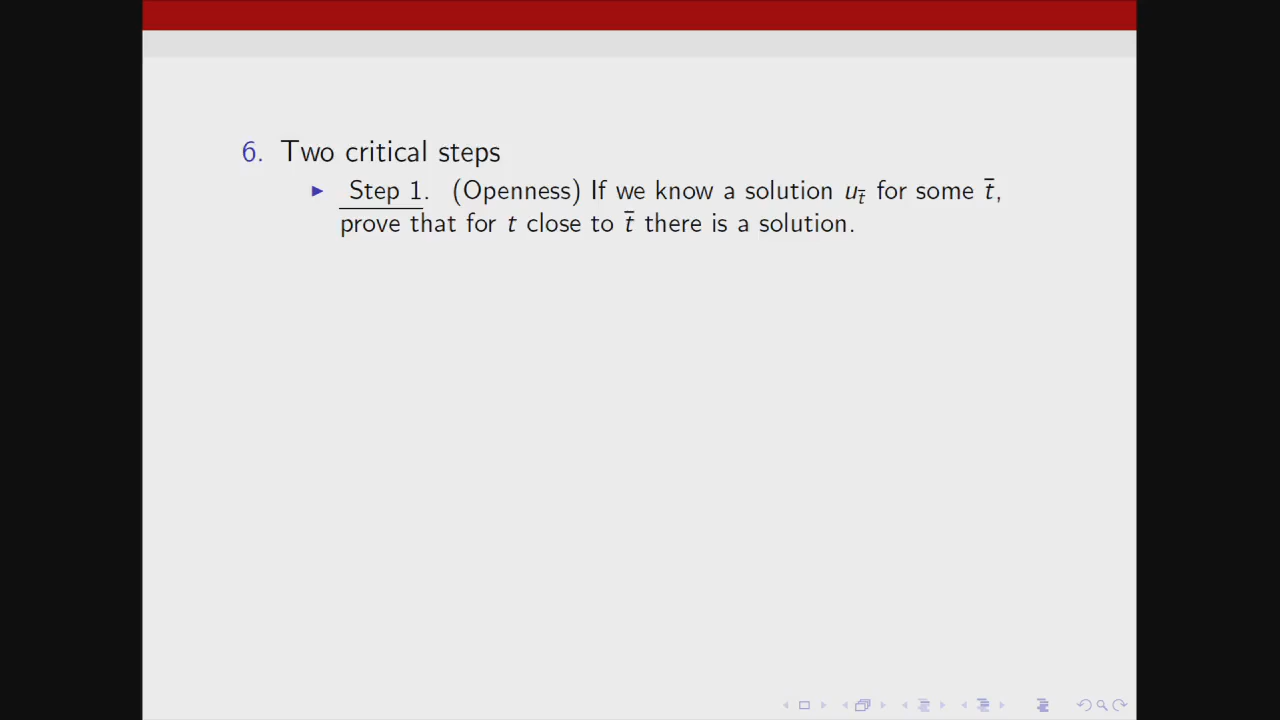 6. Two critical steps
▶ Step 1. (Openness) If we know a solution u_t̄ for some t̄,
prove that for t close to t̄ there is a solution.